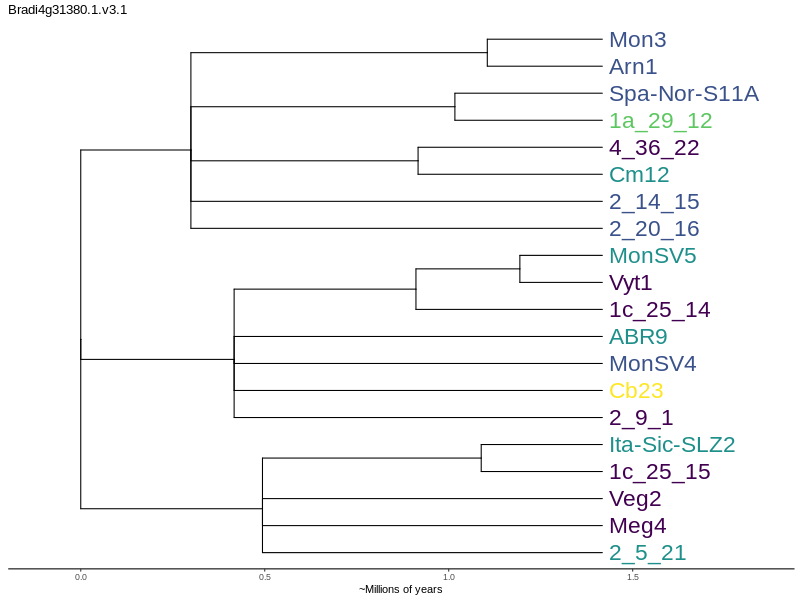 Bradi4g31380.1.v3.1
Mon3
Arn1
Spa-Nor-S11A
1a_29_12
4_36_22
Cm12
2_14_15
2_20_16
MonSV5
Vyt1
1c_25_14
ABR9
MonSV4
Cb23
2_9_1
Ita-Sic-SLZ2
1c_25_15
Veg2
Meg4
2_5_21
0.0 0.5 1.0 1.5
~Millions of years